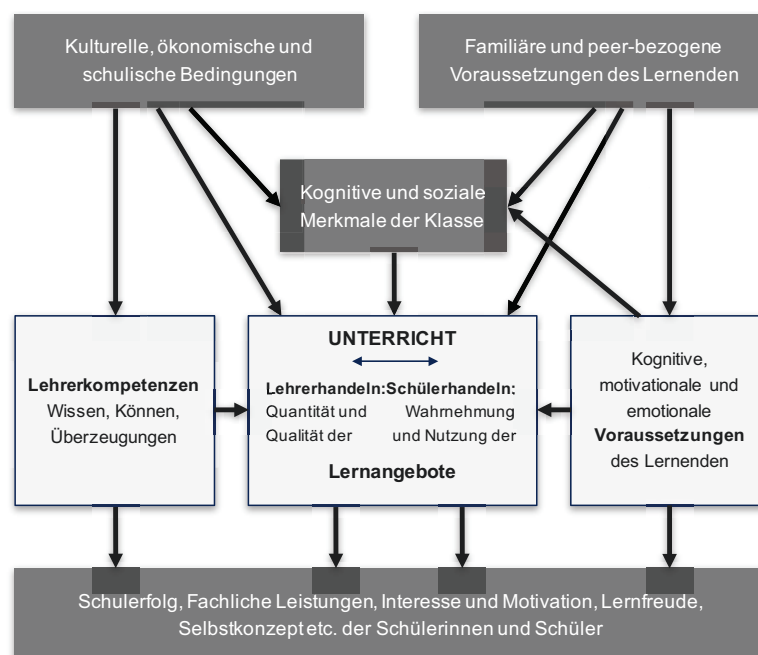 Kulturelle, ökonomische und
schulische Bedingungen
Familiäre und peer-bezogene
Voraussetzungen des Lernenden
Kognitive und soziale
Merkmale der Klasse
Lehrerkompetenzen
Wissen, Können,
Überzeugungen
UNTERRICHT
Lehrerhandeln:
Quantität und
Qualität der
Schülerhandeln:
Wahrnehmung
und Nutzung der
Lernangebote
Kognitive,
motivationale und
emotionale
Voraussetzungen
des Lernenden
Schulerfolg, Fachliche Leistungen, Interesse und Motivation, Lernfreude,
Selbstkonzept etc. der Schülerinnen und Schüler